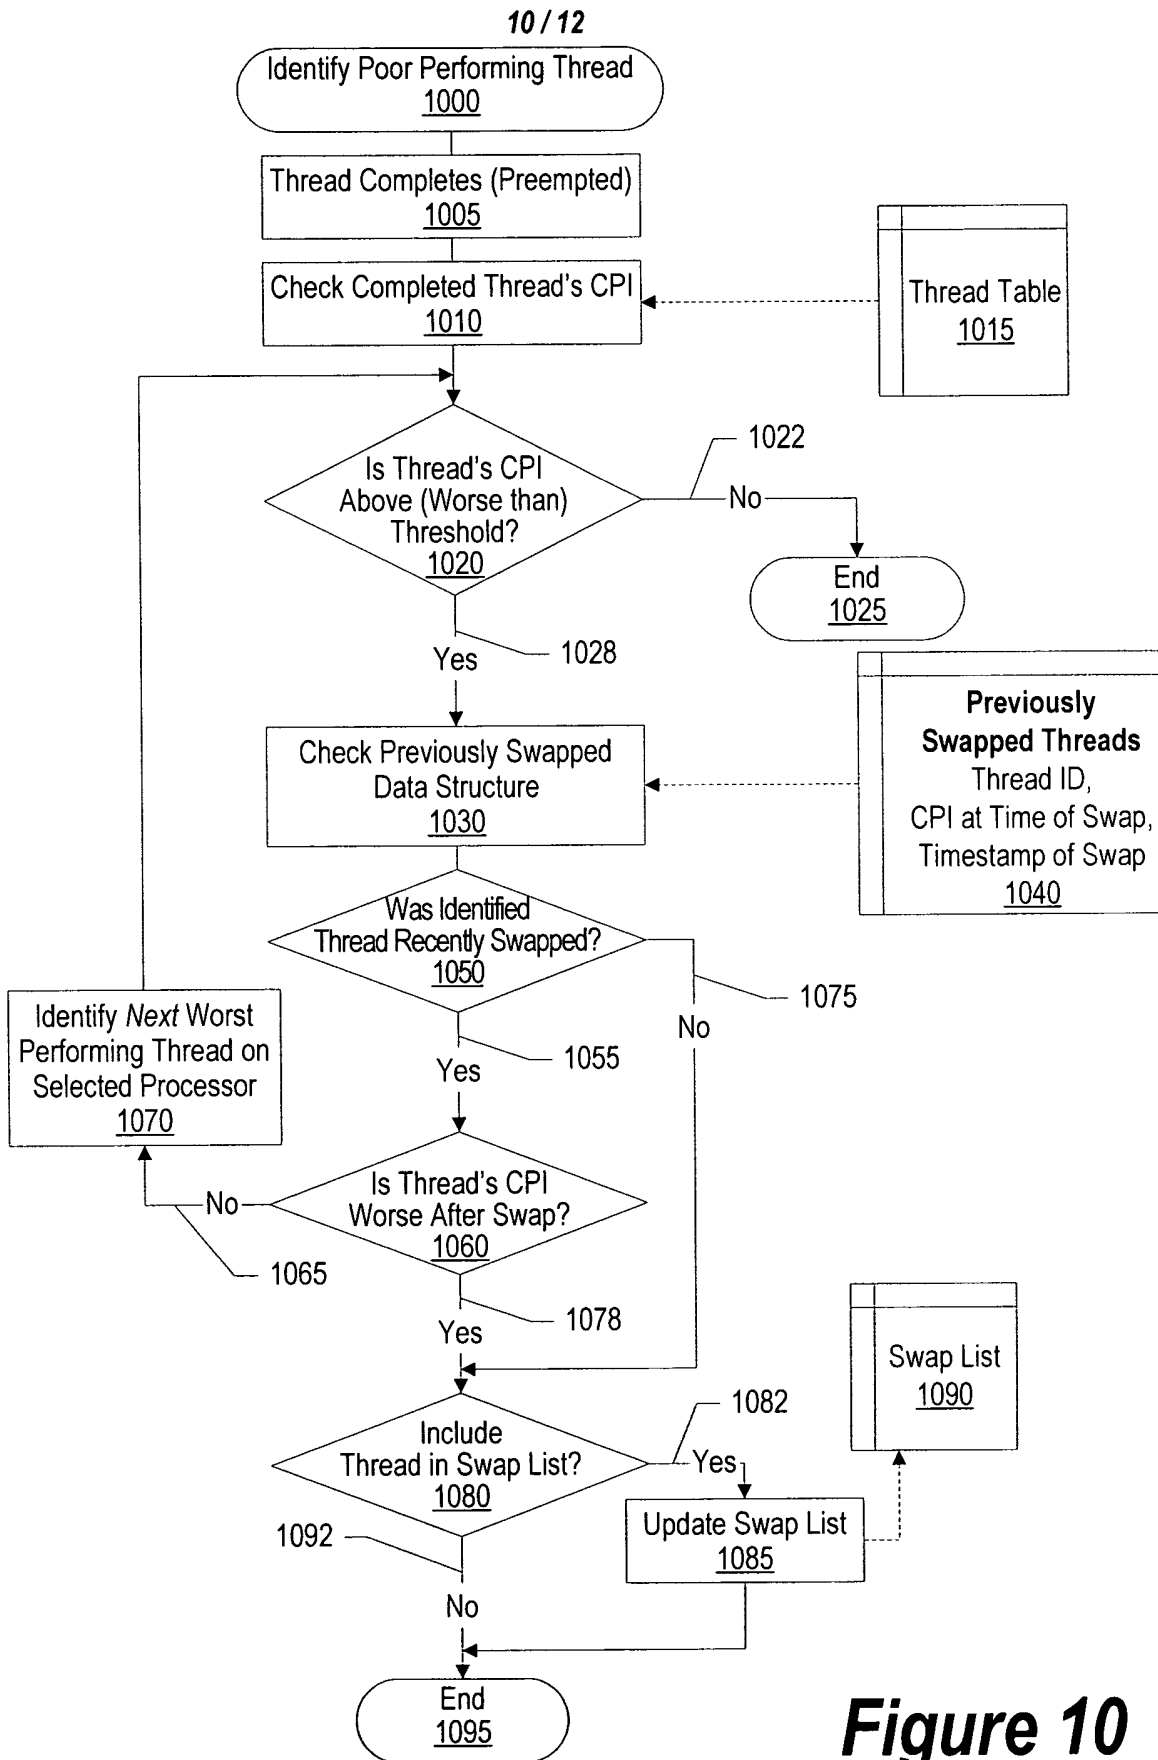 10 / 12
Identify Poor Performing Thread
1000
Thread Completes (Preempted)
1005
Check Completed Thread's CPI
1010
Thread Table
1015
Is Thread's CPI
Above (Worse than)
Threshold?
1020
1022
No
End
1025
1028
Yes
Previously
Swapped Threads
Thread ID,
CPI at Time of Swap,
Timestamp of Swap
1040
Check Previously Swapped
Data Structure
1030
Was Identified
Thread Recently Swapped?
1050
1075
No
Identify Next Worst
Performing Thread on
Selected Processor
1070
1055
Yes
Is Thread's CPI
Worse After Swap?
1060
No
1065
1078
Yes
Swap List
1090
Include
Thread in Swap List?
1080
1082
Yes
Update Swap List
1085
1092
No
End
1095
Figure 10